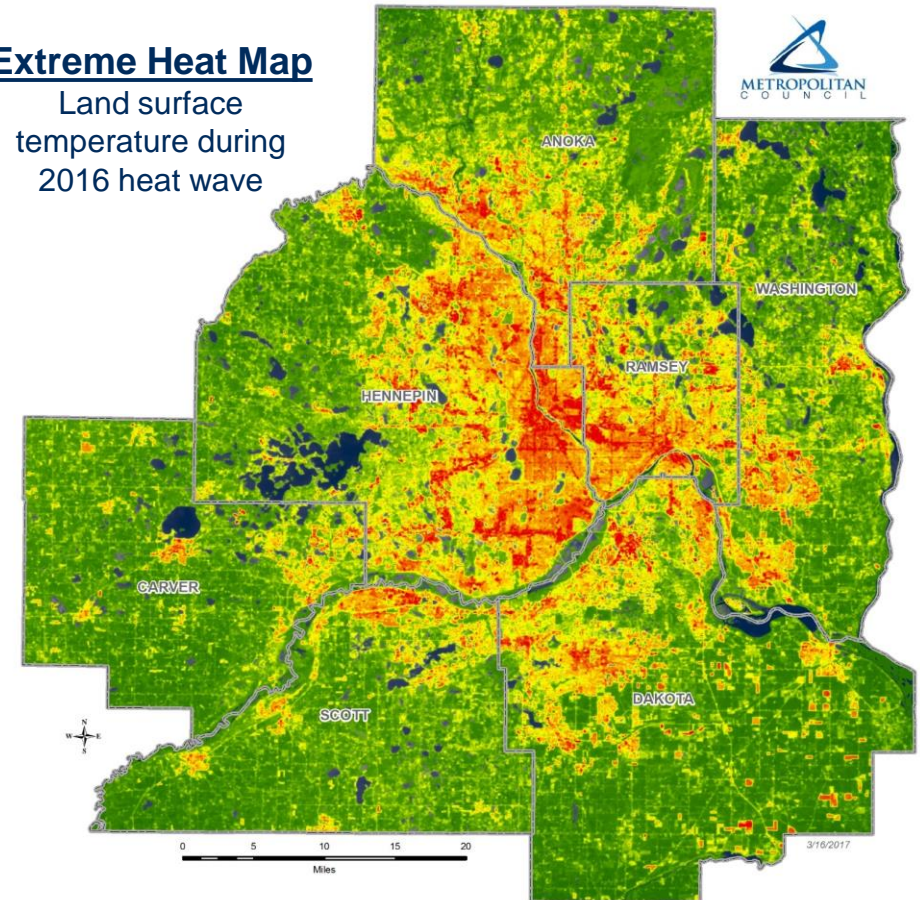 Extreme Heat Map
Land surface
temperature during
2016 heat wave
METROPOLITAN
COUNCIL
ANOKA
WASHINGTON
RAMSEY
HENNEPIN
CARVER
SCOTT
DAKOTA
N
W E
S
0 5 10 15 20
Miles
3/16/2017